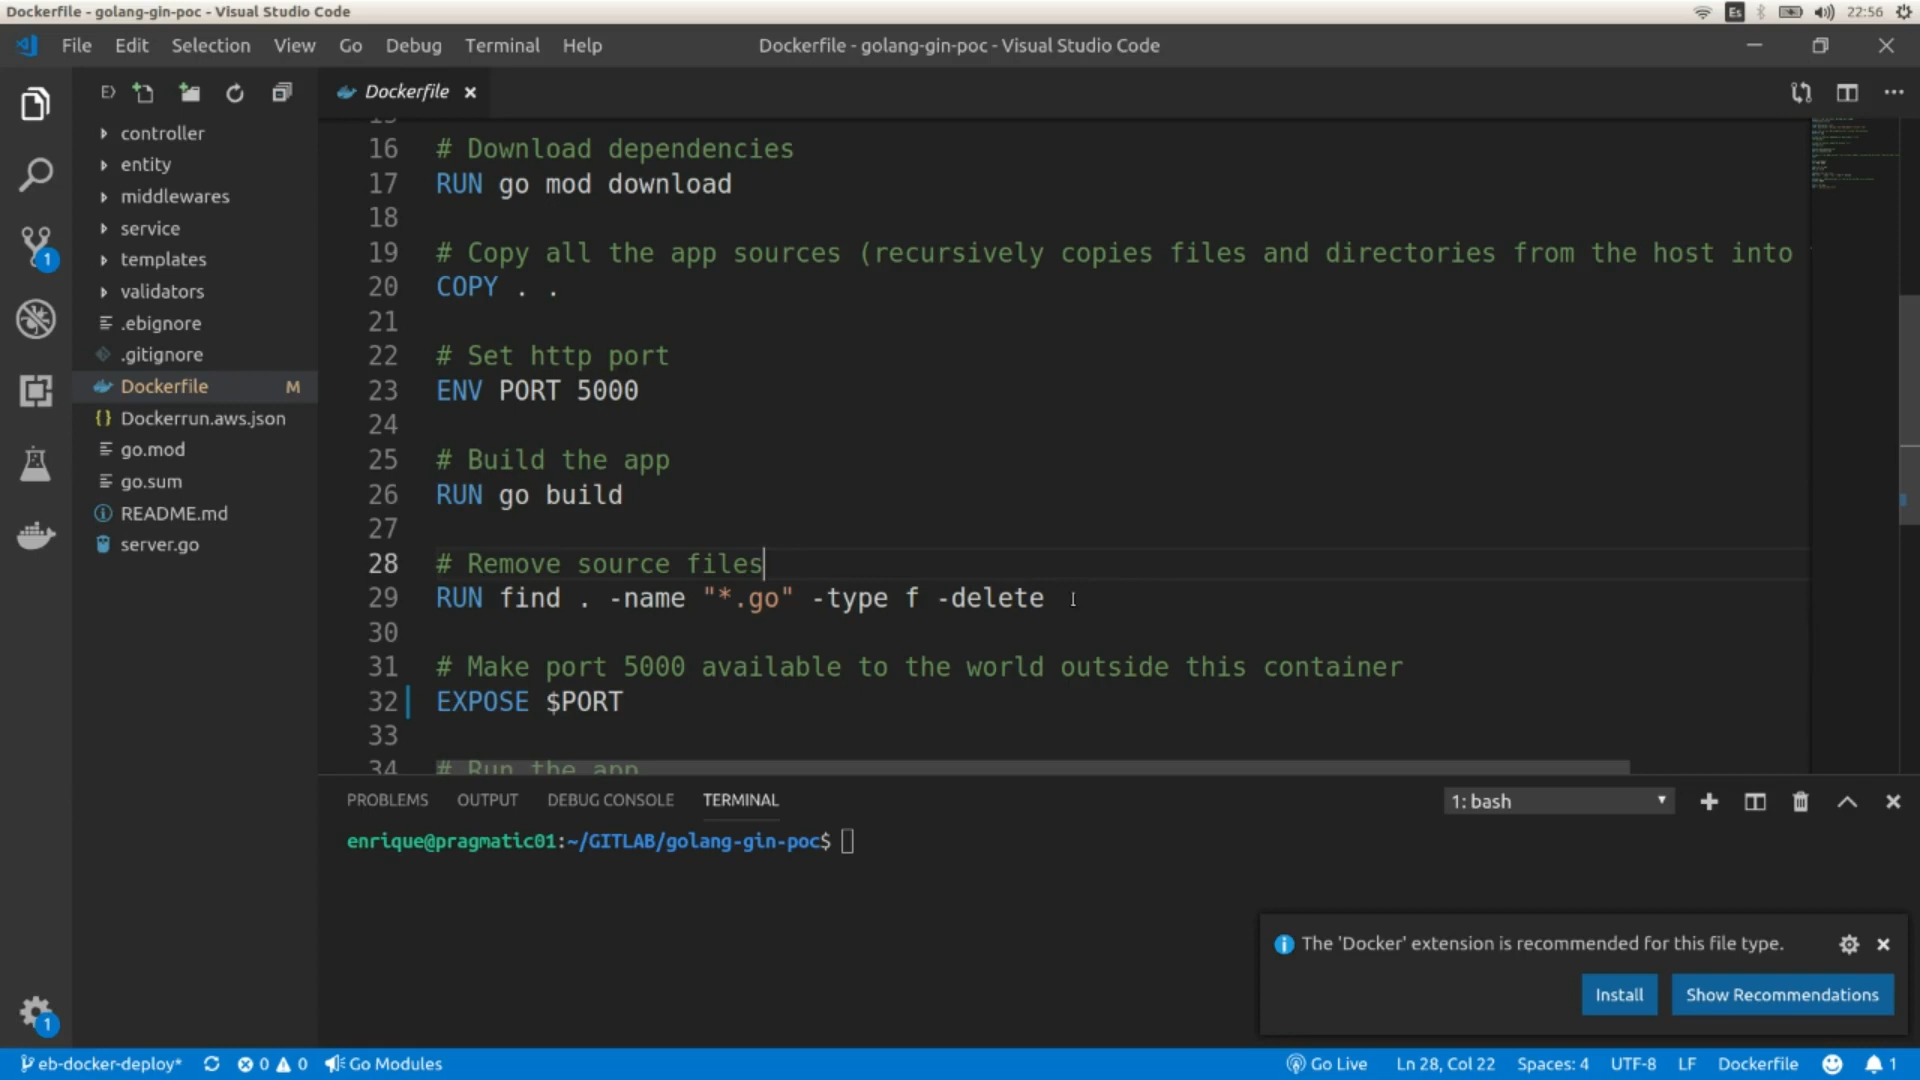 Dockerfile - golang-gin-poc - Visual Studio Code
Es
22:56
File Edit Selection View Go Debug Terminal Help
Dockerfile - golang-gin-poc - Visual Studio Code
Dockerfile
controller
entity
middlewares
service
templates
validators
.ebignore
.gitignore
Dockerfile M
{} Dockerrun.aws.json
go.mod
go.sum
README.md
server.go
1
1
16 # Download dependencies
17 RUN go mod download
18
19 # Copy all the app sources (recursively copies files and directories from the host into
20 COPY . .
21
22 # Set http port
23 ENV PORT 5000
24
25 # Build the app
26 RUN go build
27
28 # Remove source files
29 RUN find . -name "*.go" -type f -delete
30
31 # Make port 5000 available to the world outside this container
32 EXPOSE $PORT
33
34 # Run the app
PROBLEMS OUTPUT DEBUG CONSOLE TERMINAL
1: bash
enrique@pragmatic01:~/GITLAB/golang-gin-poc$
The 'Docker' extension is recommended for this file type.
Install
Show Recommendations
eb-docker-deploy* 0 0 Go Modules
Go Live Ln 28, Col 22 Spaces: 4 UTF-8 LF Dockerfile 1